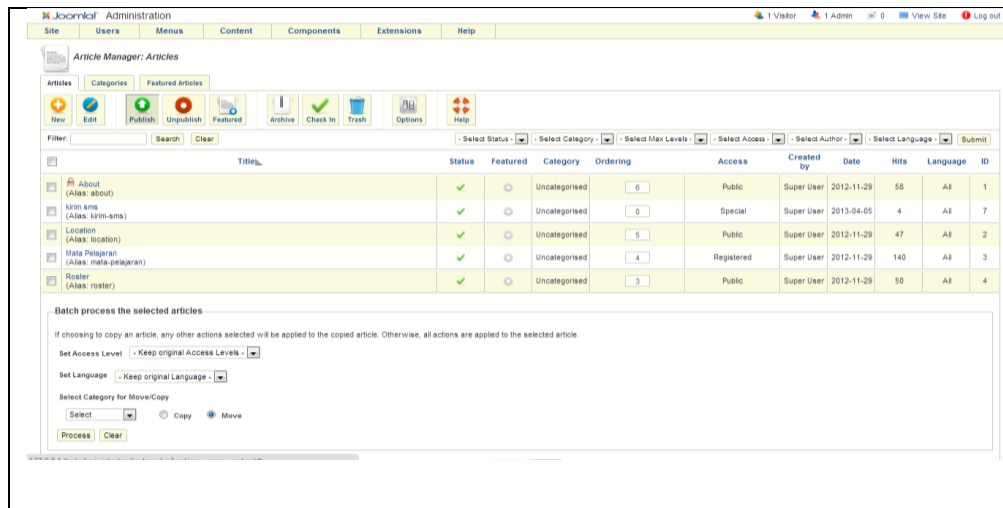 Joomla! Administration 1 Visitor 1 Admin 0 View Site Log out
Site Users Menus Content Components Extensions Help
Article Manager: Articles
Articles Categories Featured Articles
New Edit Publish Unpublish Featured Archive Check In Trash Options Help
Filter: Search Clear - Select Status - - Select Category - - Select Max Levels - - Select Access - - Select Author - - Select Language - Submit
Title Status Featured Category Ordering Access Created by Date Hits Language ID
About Uncategorised 6 Public Super User 2012-11-29 58 All 1
(Alias: about)
kirim sms Uncategorised 0 Special Super User 2013-04-05 4 All 7
(Alias: kirim-sms)
Location Uncategorised 5 Public Super User 2012-11-29 47 All 2
(Alias: location)
Mata Pelajaran Uncategorised 4 Registered Super User 2012-11-29 140 All 3
(Alias: mata-pelajaran)
Roster Uncategorised 3 Public Super User 2012-11-29 50 All 4
(Alias: roster)
Batch process the selected articles
If choosing to copy an article, any other actions selected will be applied to the copied article. Otherwise, all actions are applied to the selected article.
Set Access Level - Keep original Access Levels -
Set Language - Keep original Language -
Select Category for Move/Copy
Select Copy Move
Process Clear